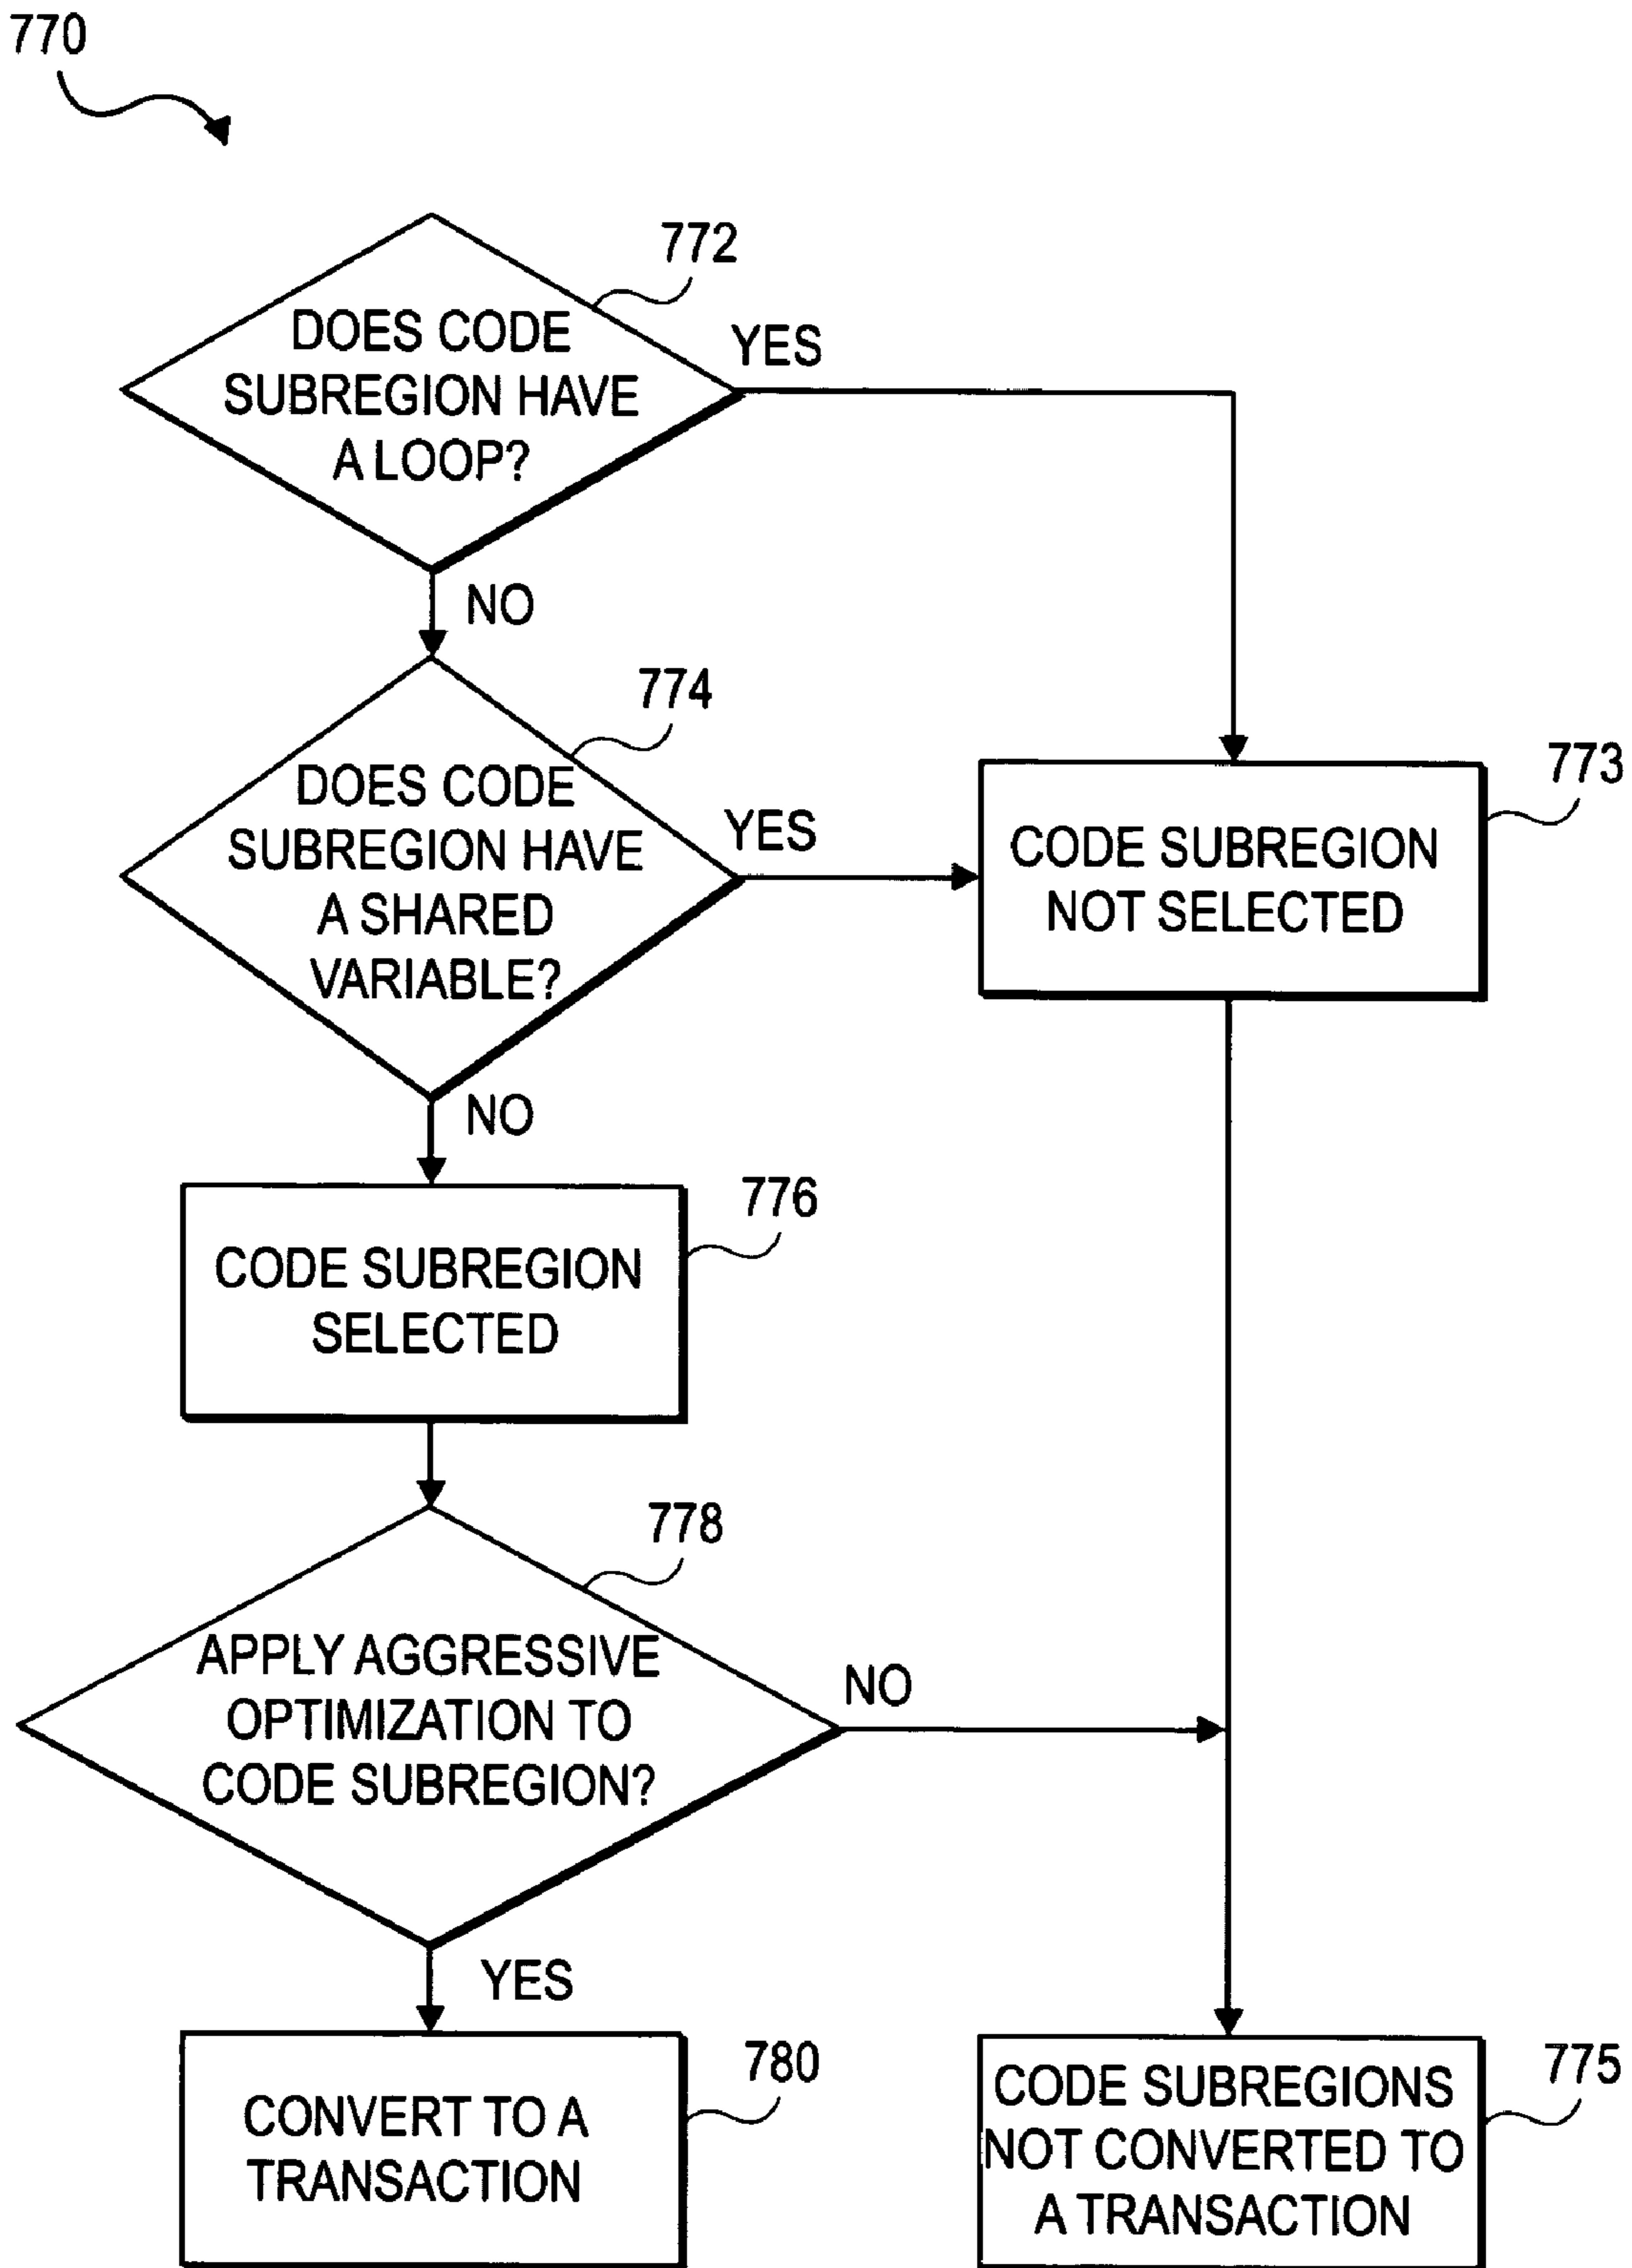 770
772
DOES CODE
SUBREGION HAVE
A LOOP?
YES
NO
774
DOES CODE
SUBREGION HAVE
A SHARED
VARIABLE?
YES
773
CODE SUBREGION
NOT SELECTED
NO
776
CODE SUBREGION
SELECTED
778
APPLY AGGRESSIVE
OPTIMIZATION TO
CODE SUBREGION?
NO
YES
780
CONVERT TO A
TRANSACTION
775
CODE SUBREGIONS
NOT CONVERTED TO
A TRANSACTION